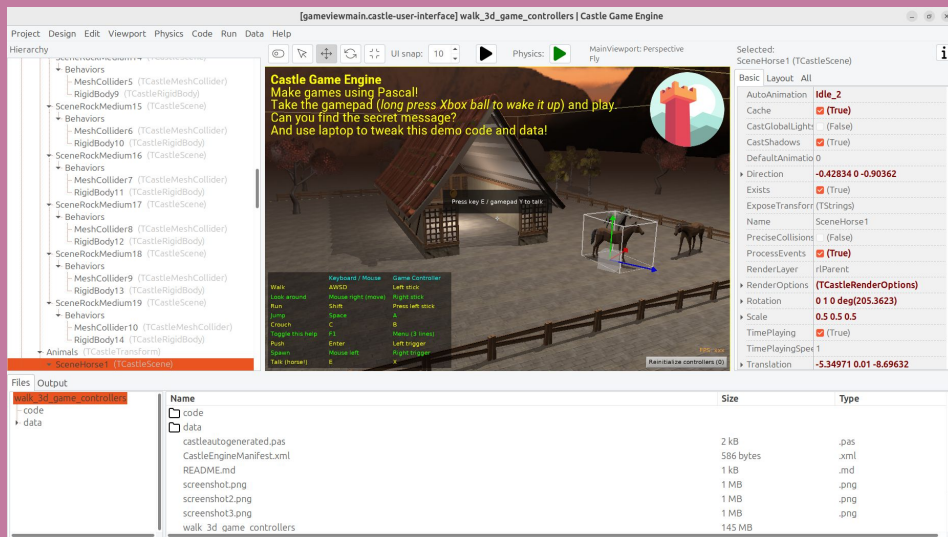 [gameviewmain.castle-user-interface] walk_3d_game_controllers | Castle Game Engine
Project Design Edit Viewport Physics Code Run Data Help
Hierarchy
Behaviors
MeshCollider5 (TCastleMeshCollider)
RigidBody9 (TCastleRigidBody)
SceneRockMedium15 (TCastleScene)
Behaviors
MeshCollider6 (TCastleMeshCollider)
RigidBody10 (TCastleRigidBody)
SceneRockMedium16 (TCastleScene)
Behaviors
MeshCollider7 (TCastleMeshCollider)
RigidBody11 (TCastleRigidBody)
SceneRockMedium17 (TCastleScene)
Behaviors
MeshCollider8 (TCastleMeshCollider)
RigidBody12 (TCastleRigidBody)
SceneRockMedium18 (TCastleScene)
Behaviors
MeshCollider9 (TCastleMeshCollider)
RigidBody13 (TCastleRigidBody)
SceneRockMedium19 (TCastleScene)
Behaviors
MeshCollider10 (TCastleMeshCollider)
RigidBody14 (TCastleRigidBody)
Animals (TCastleTransform)
SceneHorse1 (TCastleScene)
UI snap: 10
Physics:
MainViewport: Perspective
Fly
Castle Game Engine
Make games using Pascal!
Take the gamepad (long press Xbox ball to wake it up) and play.
Can you find the secret message?
And use laptop to tweak this demo code and data!
Press key E / gamepad Y to talk
Keyboard / Mouse Game Controller
Walk AWSD Left stick
Look around Mouse right (move) Right stick
Run Shift Press left stick
Jump Space A
Crouch C B
Toggle this help F1 Menu (3 lines)
Push Enter Left trigger
Spawn Mouse left Right trigger
Talk (horse!) E X
Reinitialize controllers (0)
Selected:
SceneHorse1 (TCastleScene)
Basic Layout All
AutoAnimation Idle_2
Cache (True)
CastGlobalLights (False)
CastShadows (True)
DefaultAnimatio 0
Direction -0.42834 0 -0.90362
Exists (True)
ExposeTransforr (TStrings)
Name SceneHorse1
PreciseCollisions (False)
ProcessEvents (True)
RenderLayer rlParent
RenderOptions (TCastleRenderOptions)
Rotation 0 1 0 deg(205.3623)
Scale 0.5 0.5 0.5
TimePlaying (True)
TimePlayingSpee 1
Translation -5.34971 0.01 -8.69632
Files Output
walk_3d_game_controllers
code
data
Name Size Type
code
data
castleautogenerated.pas 2 kB .pas
CastleEngineManifest.xml 586 bytes .xml
README.md 1 kB .md
screenshot.png 1 MB .png
screenshot2.png 1 MB .png
screenshot3.png 1 MB .png
walk_3d_game_controllers 145 MB